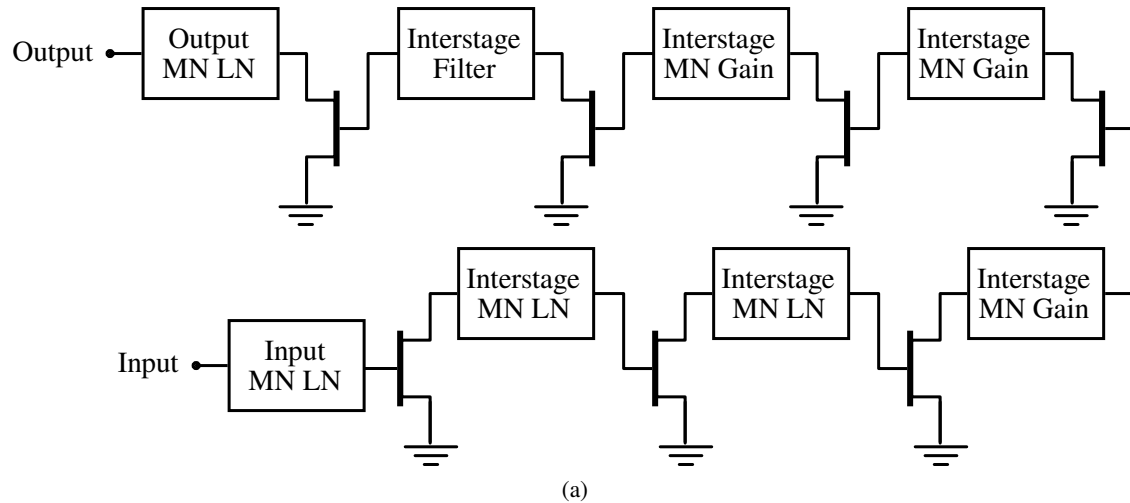 Output
Output
MN LN
Interstage
Filter
Interstage
MN Gain
Interstage
MN Gain
Input
Input
MN LN
Interstage
MN LN
Interstage
MN LN
Interstage
MN Gain
(a)